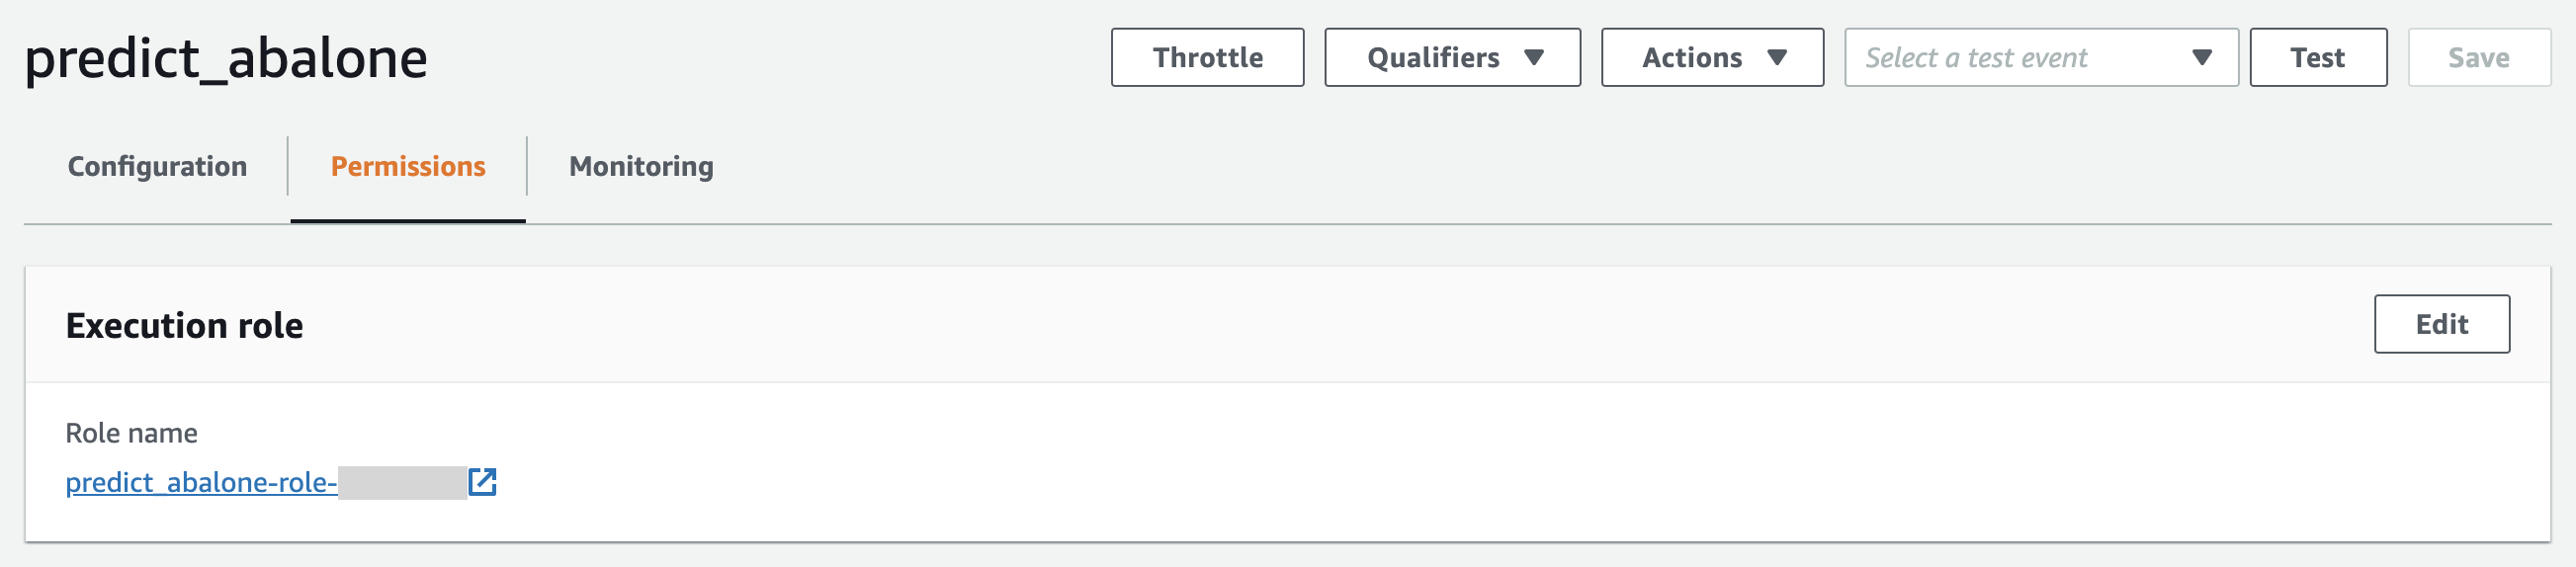 predict_abalone
Throttle
Qualifiers
Actions
Select a test event
Test
Save
Configuration
Permissions
Monitoring
Execution role
Edit
Role name
predict_abalone-role-